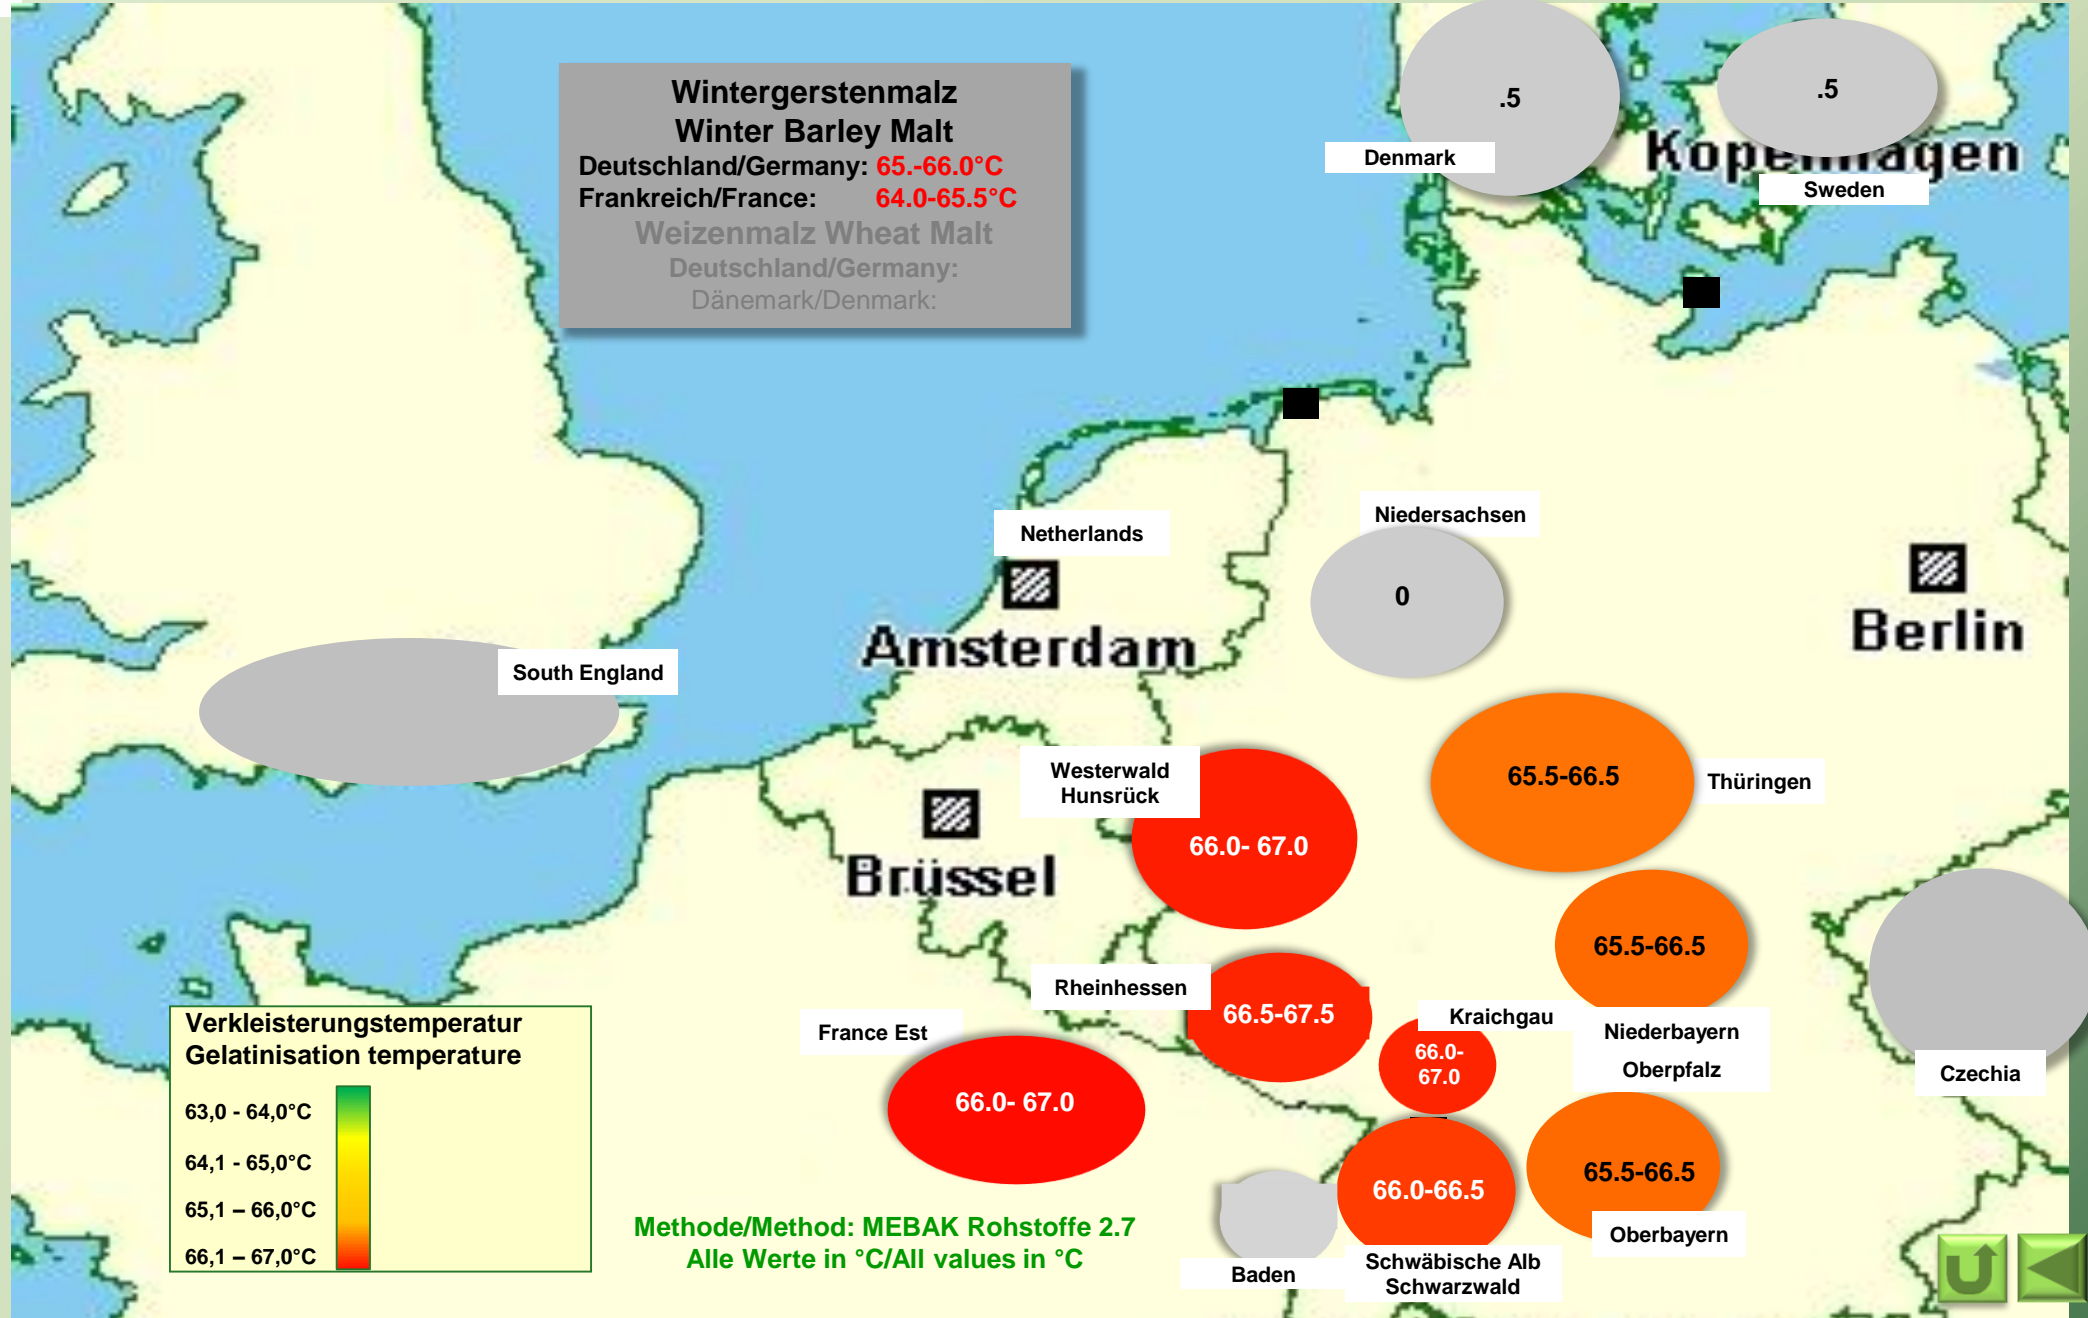 Wintergerstenmalz
Winter Barley Malt
Deutschland/Germany: 65.-66.0°C
Frankreich/France: 64.0-65.5°C
Weizenmalz Wheat Malt
Deutschland/Germany:
Dänemark/Denmark:
.5
Denmark
.5
Kopenhagen
Sweden
Netherlands
Amsterdam
Niedersachsen
0
Berlin
South England
Westerwald
Hunsrück
66.0- 67.0
65.5-66.5
Thüringen
Brüssel
65.5-66.5
Niederbayern
Oberpfalz
Rheinhessen
66.5-67.5
Kraichgau
66.0-
67.0
France Est
66.0- 67.0
Czechia
65.5-66.5
Oberbayern
66.0-66.5
Schwäbische Alb
Schwarzwald
Baden
Verkleisterungstemperatur
Gelatinisation temperature
63,0 - 64,0°C
64,1 - 65,0°C
65,1 – 66,0°C
66,1 – 67,0°C
Methode/Method: MEBAK Rohstoffe 2.7
Alle Werte in °C/All values in °C